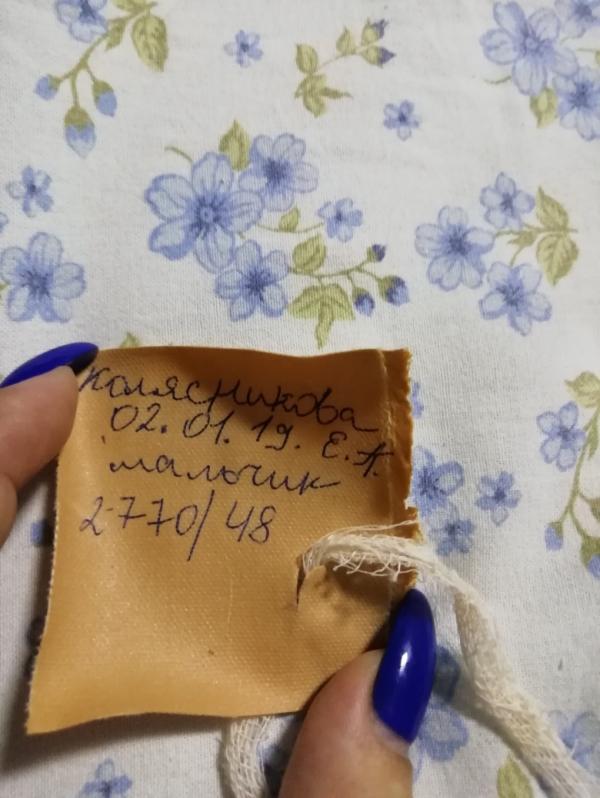 Колясникова
02.01.19. Е.А.
мальчик
2770/48